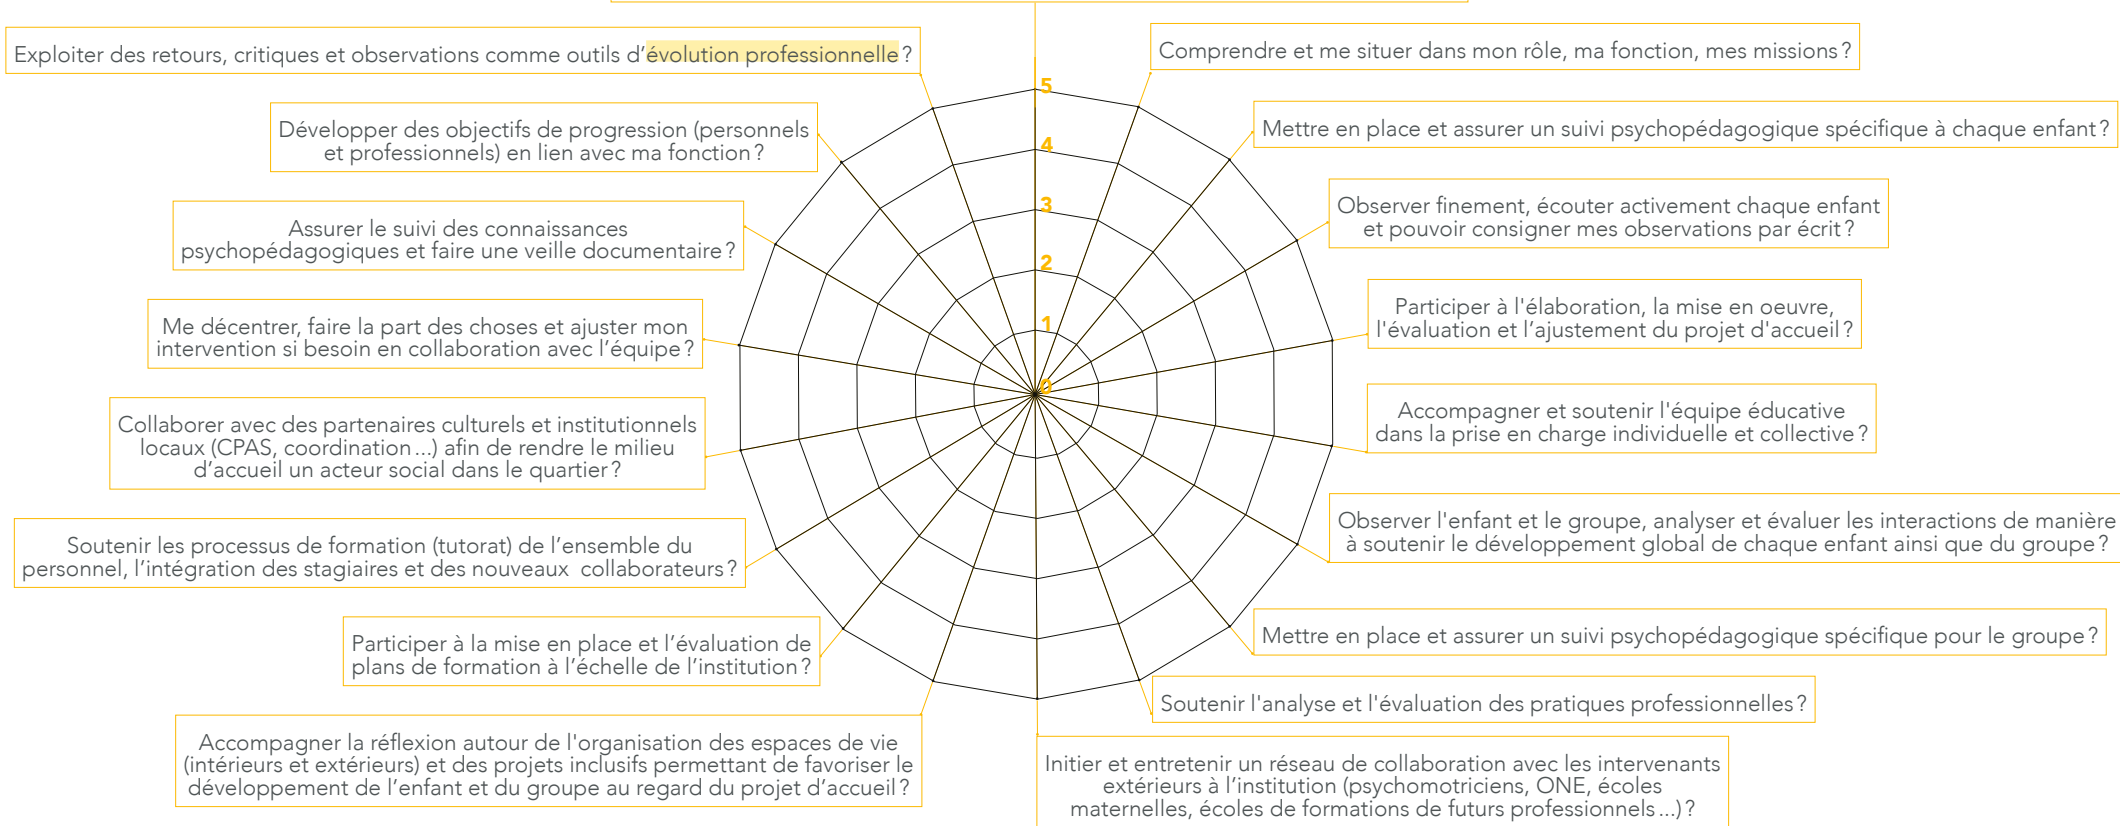 Exploiter des retours, critiques et observations comme outils d’évolution professionnelle ?
Comprendre et me situer dans mon rôle, ma fonction, mes missions ?
Développer des objectifs de progression (personnels
et professionnels) en lien avec ma fonction ?
Mettre en place et assurer un suivi psychopédagogique spécifique à chaque enfant ?
Assurer le suivi des connaissances
psychopédagogiques et faire une veille documentaire ?
Observer finement, écouter activement chaque enfant
et pouvoir consigner mes observations par écrit ?
Me décentrer, faire la part des choses et ajuster mon
intervention si besoin en collaboration avec l’équipe ?
Participer à l'élaboration, la mise en oeuvre,
l'évaluation et l’ajustement du projet d'accueil ?
Collaborer avec des partenaires culturels et institutionnels
locaux (CPAS, coordination ...) afin de rendre le milieu
d’accueil un acteur social dans le quartier ?
Accompagner et soutenir l'équipe éducative
dans la prise en charge individuelle et collective ?
Soutenir les processus de formation (tutorat) de l’ensemble du
personnel, l’intégration des stagiaires et des nouveaux collaborateurs ?
Observer l'enfant et le groupe, analyser et évaluer les interactions de manière
à soutenir le développement global de chaque enfant ainsi que du groupe ?
Participer à la mise en place et l’évaluation de
plans de formation à l’échelle de l’institution ?
Mettre en place et assurer un suivi psychopédagogique spécifique pour le groupe ?
Accompagner la réflexion autour de l'organisation des espaces de vie
(intérieurs et extérieurs) et des projets inclusifs permettant de favoriser le
développement de l’enfant et du groupe au regard du projet d’accueil ?
Soutenir l'analyse et l'évaluation des pratiques professionnelles ?
Initier et entretenir un réseau de collaboration avec les intervenants
extérieurs à l’institution (psychomotriciens, ONE, écoles
maternelles, écoles de formations de futurs professionnels ...) ?
5
4
3
2
1
0